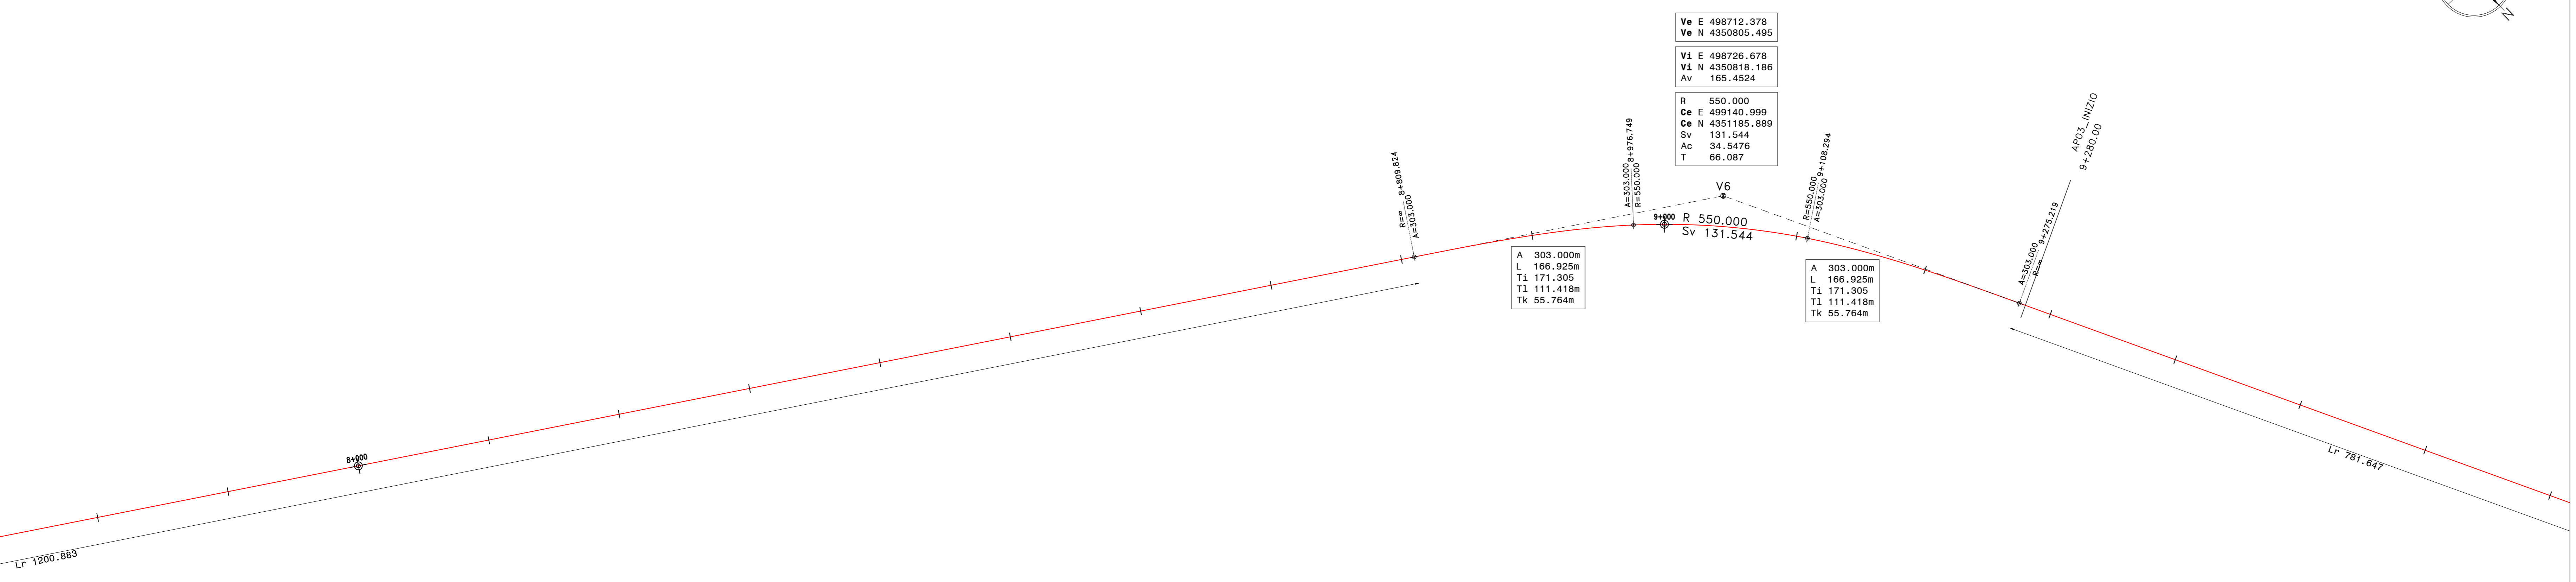 N
Ve E 498712.378
Ve N 4350805.495
Vi E 498726.678
Vi N 4350818.186
Av 165.4524
R 550.000
Ce E 499140.999
Ce N 4351185.889
Sv 131.544
Ac 34.5476
T 66.087
V6
R=∞ 8+809.824
A=303.000
A=303.000 8+976.749
R=550.000
9+000
R 550.000
Sv 131.544
R=550.000 9+108.294
A=303.000
AP03_INIZIO
9+280.00
A=303.000 9+275.219
R=∞
A 303.000m
L 166.925m
Ti 171.305
Tl 111.418m
Tk 55.764m
A 303.000m
L 166.925m
Ti 171.305
Tl 111.418m
Tk 55.764m
8+000
Lr 1200.883
Lr 781.647